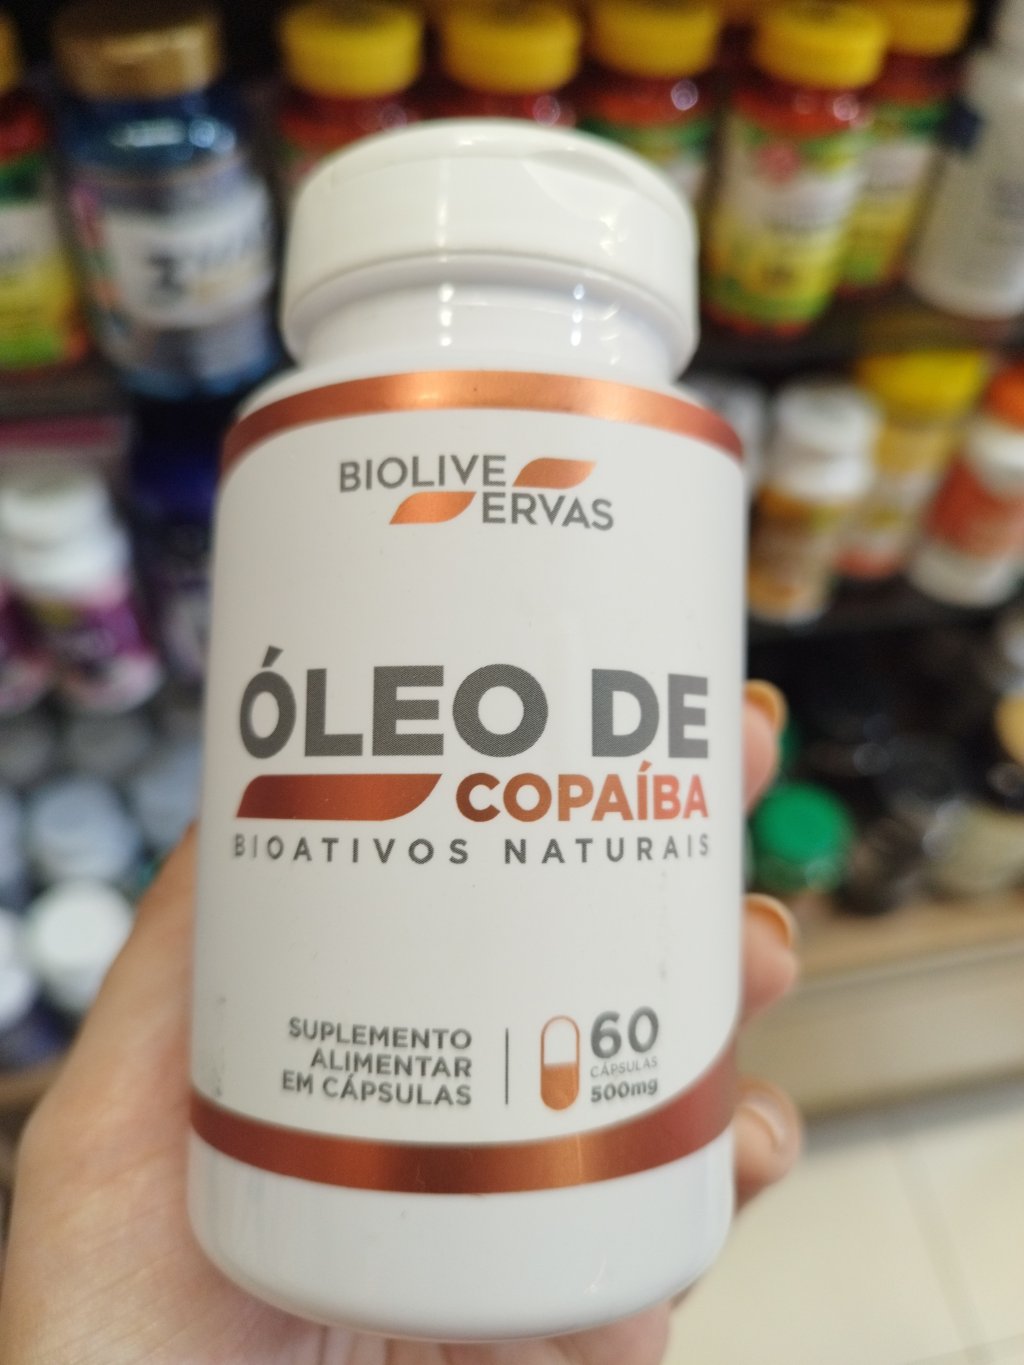 BIOLIVE
ERVAS
ÓLEO DE
COPAÍBA
BIOATIVOS NATURAIS
SUPLEMENTO
ALIMENTAR
EM CÁPSULAS
60
CÁPSULAS
500mg